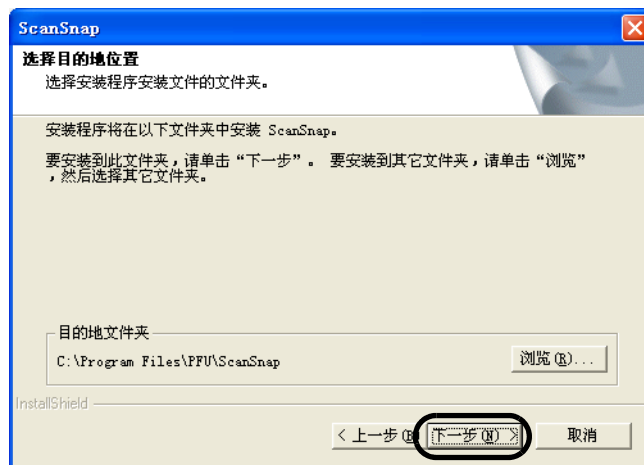 ScanSnap
选择目的地位置
选择安装程序安装文件的文件夹。
安装程序将在以下文件夹中安装 ScanSnap。
要安装到此文件夹，请单击“下一步”。 要安装到其它文件夹，请单击“浏览”
，然后选择其它文件夹。
目的地文件夹
C:\Program Files\PFU\ScanSnap
浏览(R)...
InstallShield
< 上一步(B
下一步(N) >
取消